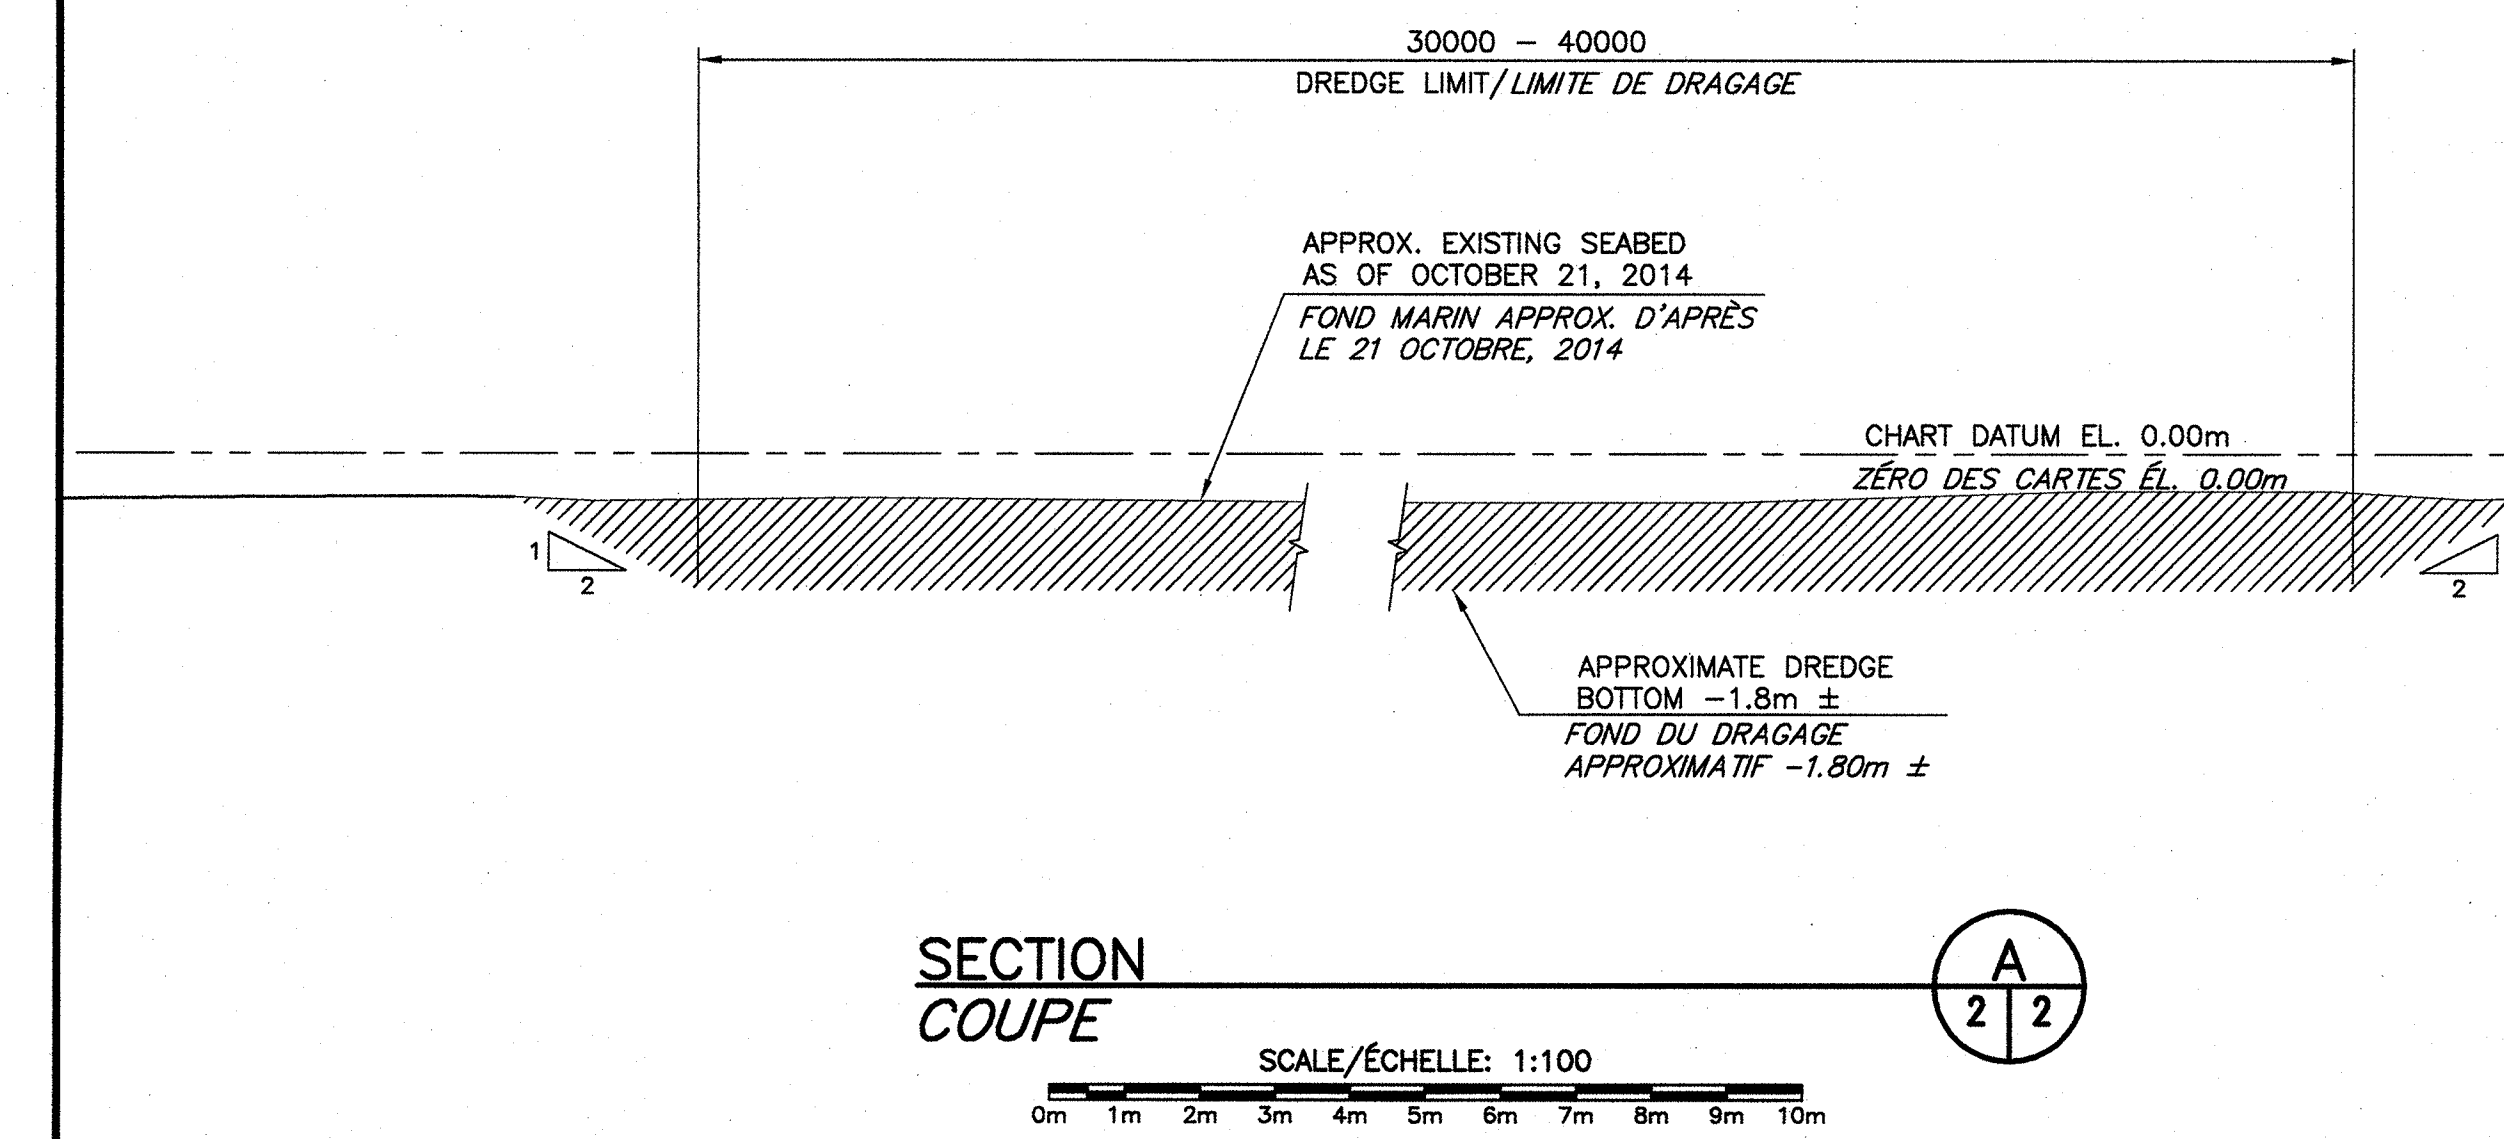 30000 – 40000
DREDGE LIMIT/LIMITE DE DRAGAGE
APPROX. EXISTING SEABED
AS OF OCTOBER 21, 2014
FOND MARIN APPROX. D'APRÈS
LE 21 OCTOBRE, 2014
CHART DATUM EL. 0.00m
ZÉRO DES CARTES ÉL. 0.00m
1
2
2
APPROXIMATE DREDGE
BOTTOM –1.8m ±
FOND DU DRAGAGE
APPROXIMATIF –1.80m ±
SECTION
COUPE
A
2 2
SCALE/ÉCHELLE: 1:100
0m 1m 2m 3m 4m 5m 6m 7m 8m 9m 10m